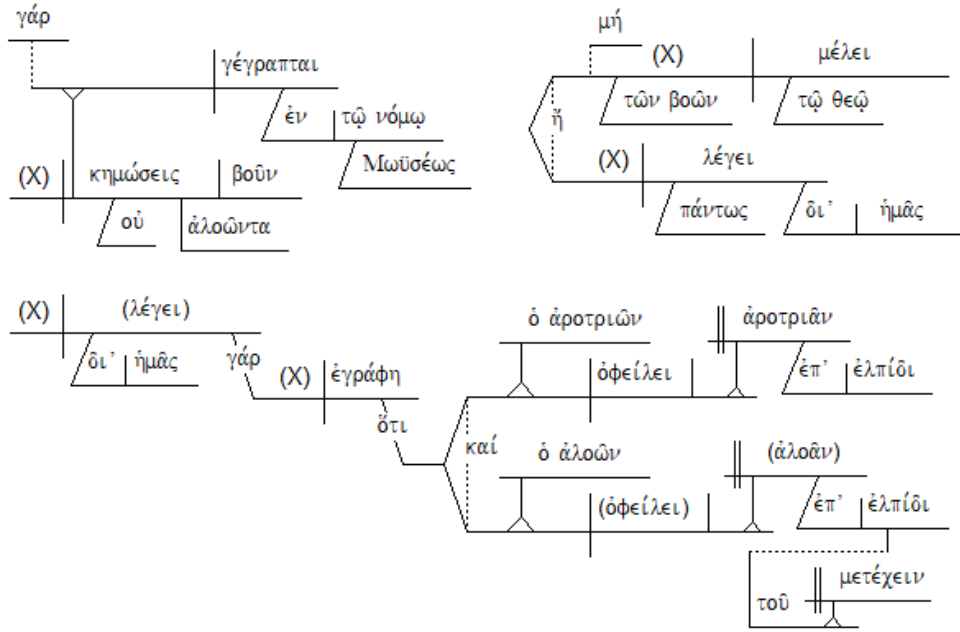 γάρ
γέγραπται
ἐν τῷ νόμῳ
Μωϋσέως
(X) κημώσεις βοῦν
οὐ ἀλοῶντα
μή
(X) μέλει
τῶν βοῶν τῷ θεῷ
ἤ
(X) λέγει
πάντως δι’ ἡμᾶς
(X) (λέγει)
δι’ ἡμᾶς γάρ
(X) ἐγράφη
ὅτι
ὁ ἀροτριῶν ἀροτριᾶν
ὀφείλει ἐπ’ ἐλπίδι
καί
ὁ ἀλοῶν (ἀλοᾶν)
(ὀφείλει) ἐπ’ ἐλπίδι
μετέχειν
τοῦ